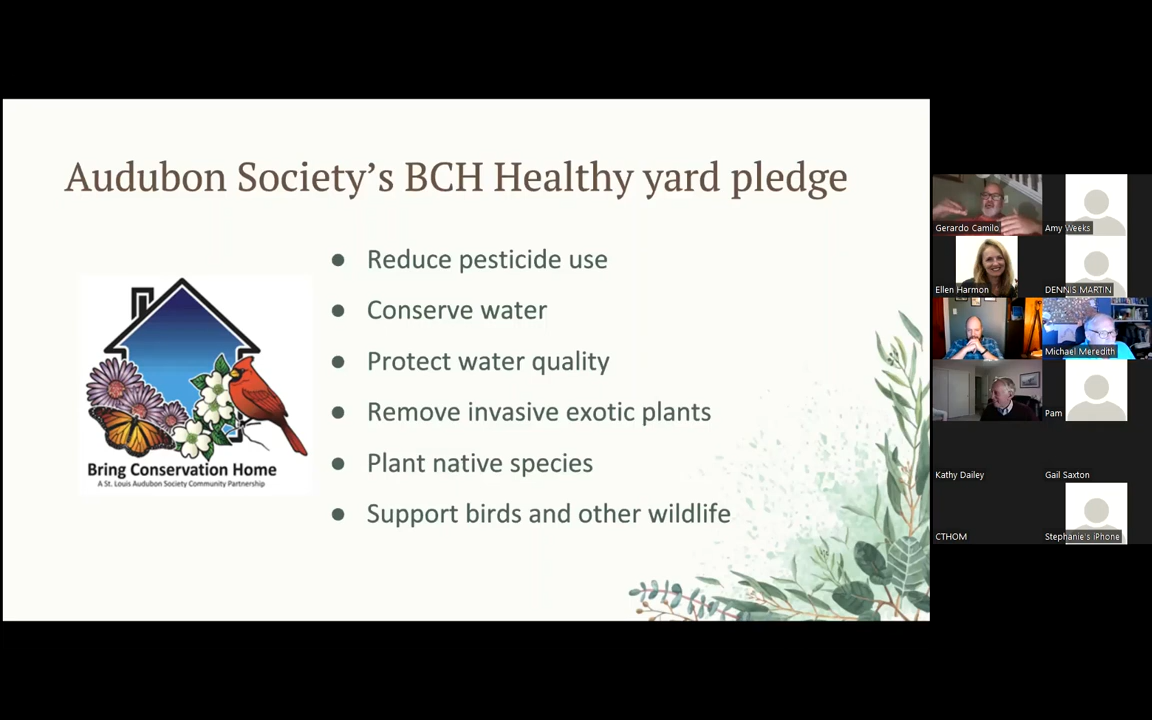 Audubon Society's BCH Healthy yard pledge
● Reduce pesticide use
● Conserve water
● Protect water quality
● Remove invasive exotic plants
● Plant native species
● Support birds and other wildlife
Bring Conservation Home
A St. Louis Audubon Society Community Partnership
Gerardo Camilo
Amy Weeks
Ellen Harmon
DENNIS MARTIN
Michael Meredith
Pam
Kathy Dailey
Gail Saxton
CTHOM
Stephanie's iPhone